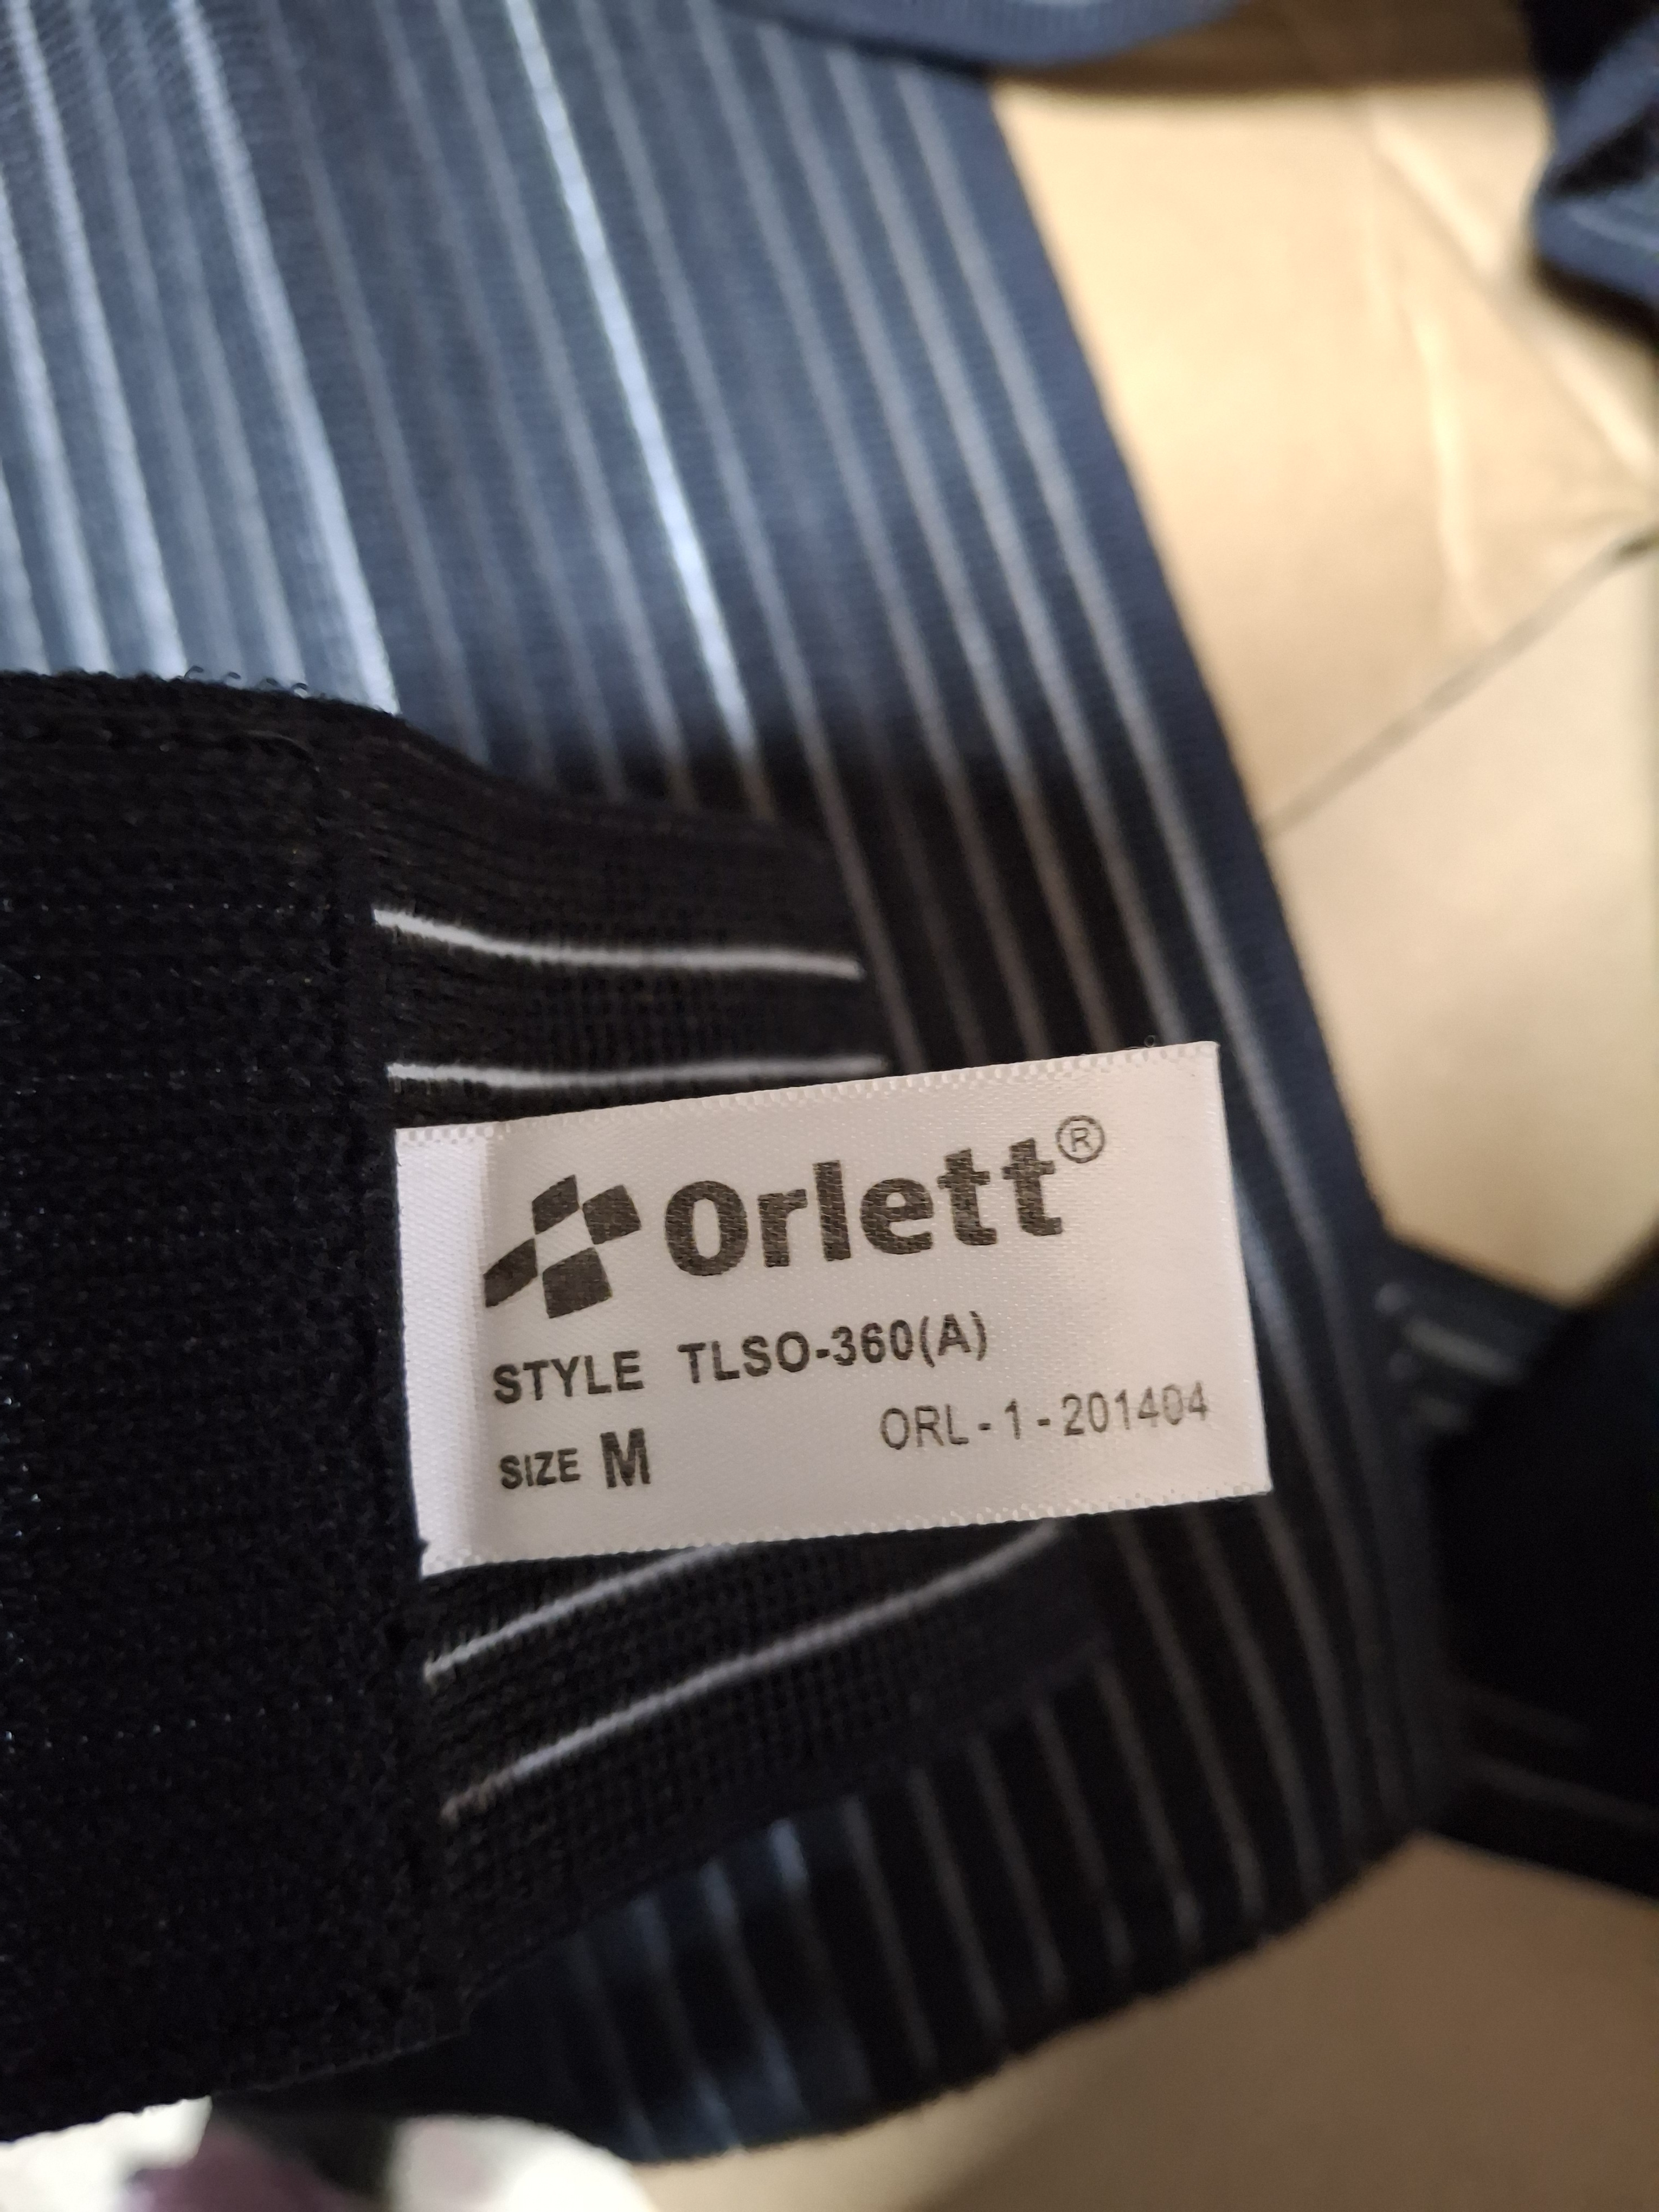 Orlett®
STYLE TLSO-360(A)
SIZE M ORL-1-201404